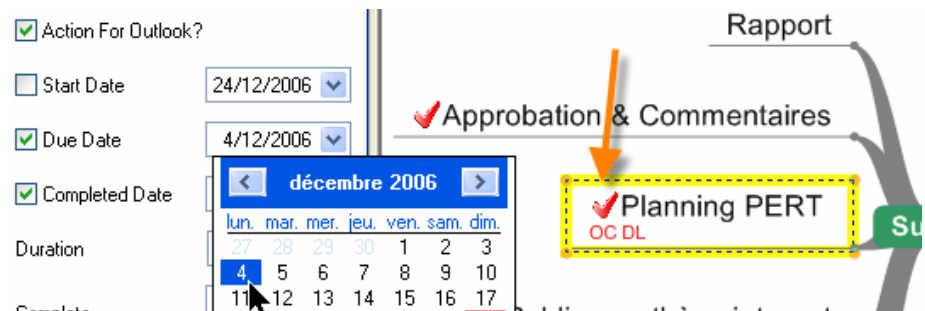 Action For Outlook?
Start Date
24/12/2006
Due Date
4/12/2006
Completed Date
Duration
décembre 2006
lun. mar. mer. jeu. ven. sam. dim.
27 28 29 30 1 2 3
4 5 6 7 8 9 10
11 12 13 14 15 16 17
Rapport
Approbation & Commentaires
Planning PERT
OC DL
Su